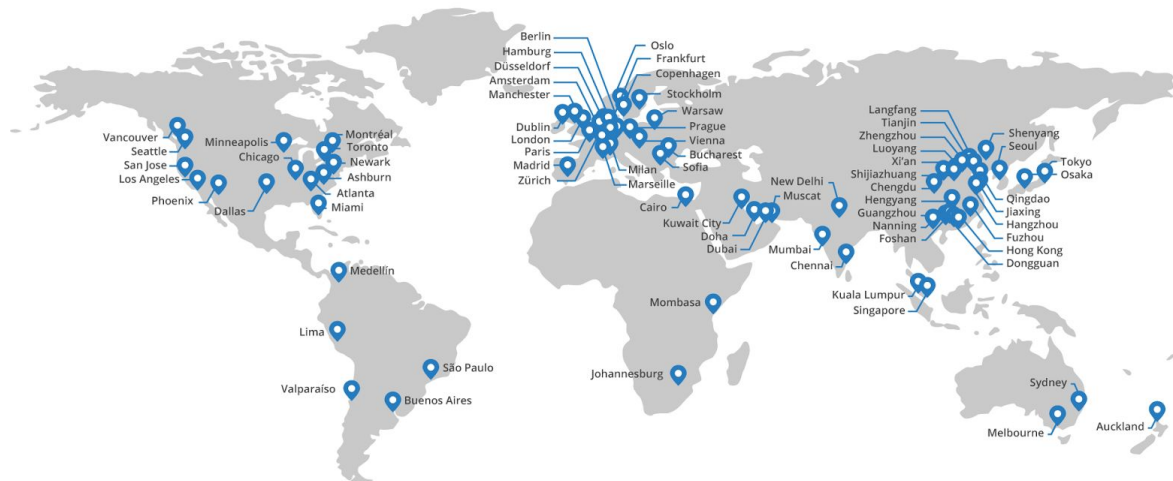 Vancouver
Seattle
San Jose
Los Angeles
Phoenix
Dallas
Minneapolis
Chicago
Montréal
Toronto
Newark
Ashburn
Atlanta
Miami
Medellín
Lima
São Paulo
Valparaíso
Buenos Aires
Berlin
Hamburg
Düsseldorf
Amsterdam
Manchester
Dublin
London
Paris
Madrid
Zürich
Oslo
Frankfurt
Copenhagen
Stockholm
Warsaw
Prague
Vienna
Bucharest
Sofia
Milan
Marseille
Cairo
Kuwait City
Doha
Dubai
New Delhi
Muscat
Mumbai
Chennai
Mombasa
Johannesburg
Langfang
Tianjin
Zhengzhou
Luoyang
Xi'an
Shijiazhuang
Chengdu
Hengyang
Guangzhou
Nanning
Foshan
Shenyang
Seoul
Tokyo
Osaka
Qingdao
Jiaxing
Hangzhou
Fuzhou
Hong Kong
Dongguan
Kuala Lumpur
Singapore
Sydney
Melbourne
Auckland